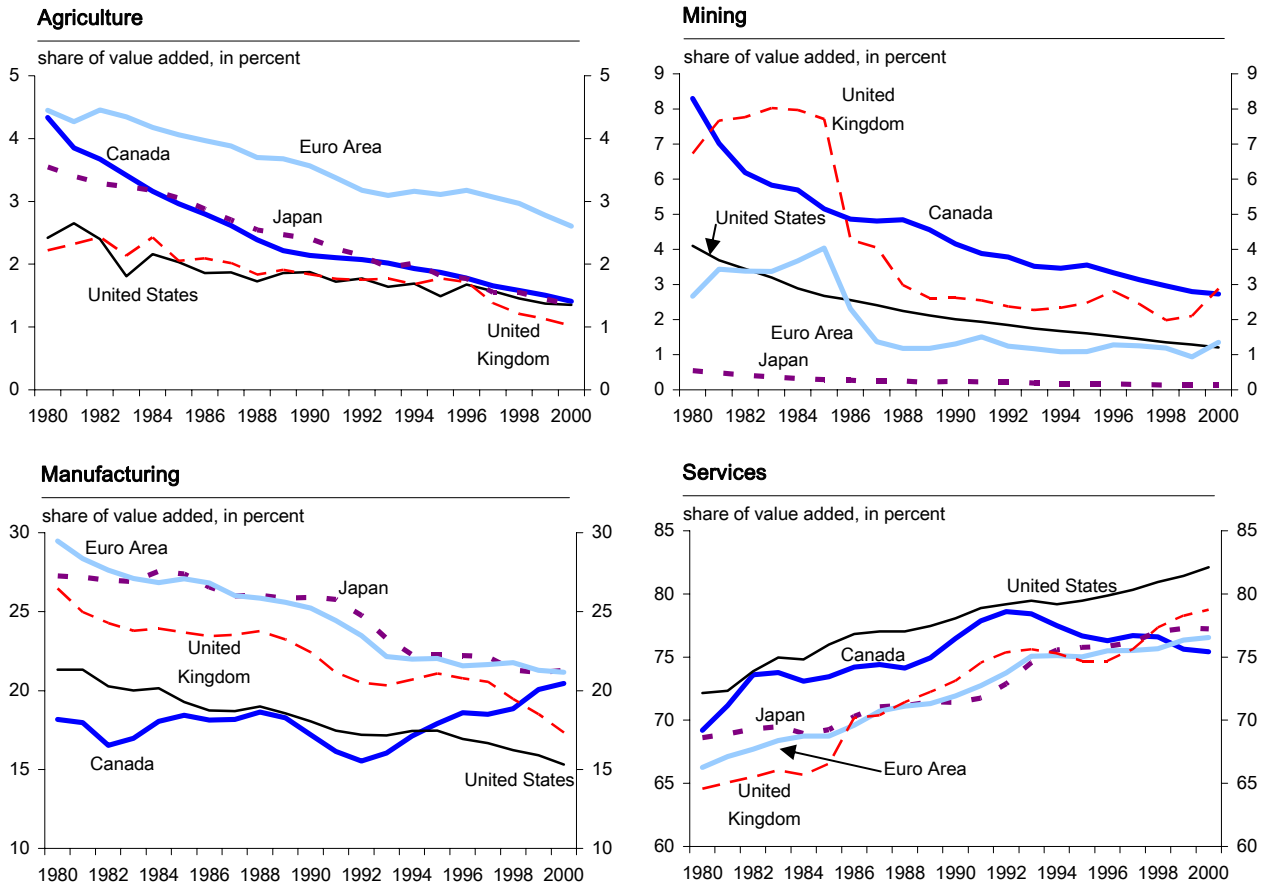 Agriculture
share of value added, in percent
5 5
4 4
3 3
2 2
1 1
0 0
Euro Area
Canada
Japan
United States
United
Kingdom
1980 1982 1984 1986 1988 1990 1992 1994 1996 1998 2000
Mining
share of value added, in percent
9 9
8 8
7 7
6 6
5 5
4 4
3 3
2 2
1 1
0 0
United
Kingdom
United States
Canada
Euro Area
Japan
1980 1982 1984 1986 1988 1990 1992 1994 1996 1998 2000
Manufacturing
share of value added, in percent
30 30
25 25
20 20
15 15
10 10
Euro Area
Japan
United
Kingdom
Canada
United States
1980 1982 1984 1986 1988 1990 1992 1994 1996 1998 2000
Services
share of value added, in percent
85 85
80 80
75 75
70 70
65 65
60 60
United States
Canada
Japan
Euro Area
United
Kingdom
1980 1982 1984 1986 1988 1990 1992 1994 1996 1998 2000